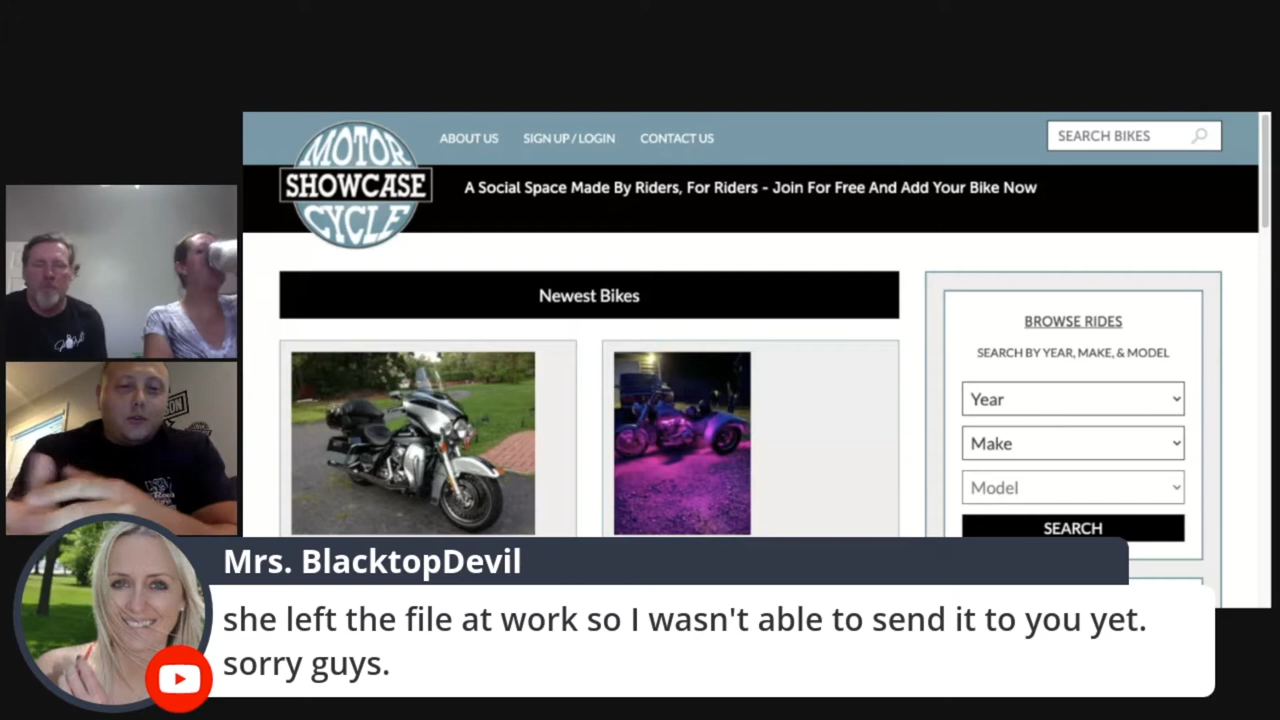 MOTOR
SHOWCASE
CYCLE
ABOUT US
SIGN UP / LOGIN
CONTACT US
SEARCH BIKES
A Social Space Made By Riders, For Riders - Join For Free And Add Your Bike Now
Newest Bikes
BROWSE RIDES
SEARCH BY YEAR, MAKE, & MODEL
Year
Make
Model
SEARCH
Mrs. BlacktopDevil
she left the file at work so I wasn't able to send it to you yet.
sorry guys.